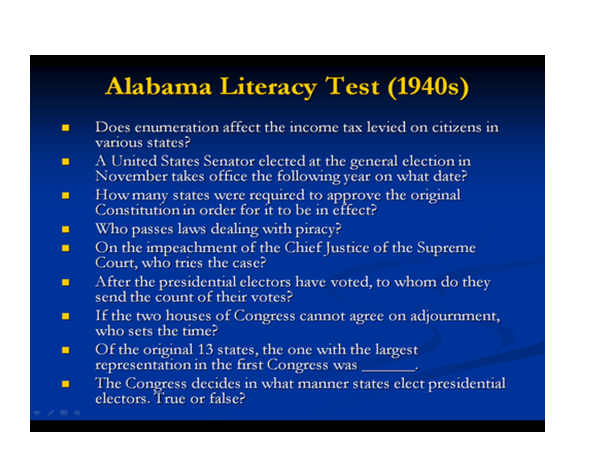 Alabama Literacy Test (1940s)
Does enumeration affect the income tax levied on citizens in
various states?
A United States Senator elected at the general election in
November takes office the following year on what date?
How many states were required to approve the original
Constitution in order for it to be in effect?
Who passes laws dealing with piracy?
On the impeachment of the Chief Justice of the Supreme
Court, who tries the case?
After the presidential electors have voted, to whom do they
send the count of their votes?
If the two houses of Congress cannot agree on adjournment,
who sets the time?
Of the original 13 states, the one with the largest
representation in the first Congress was _______.
The Congress decides in what manner states elect presidential
electors. True or false?